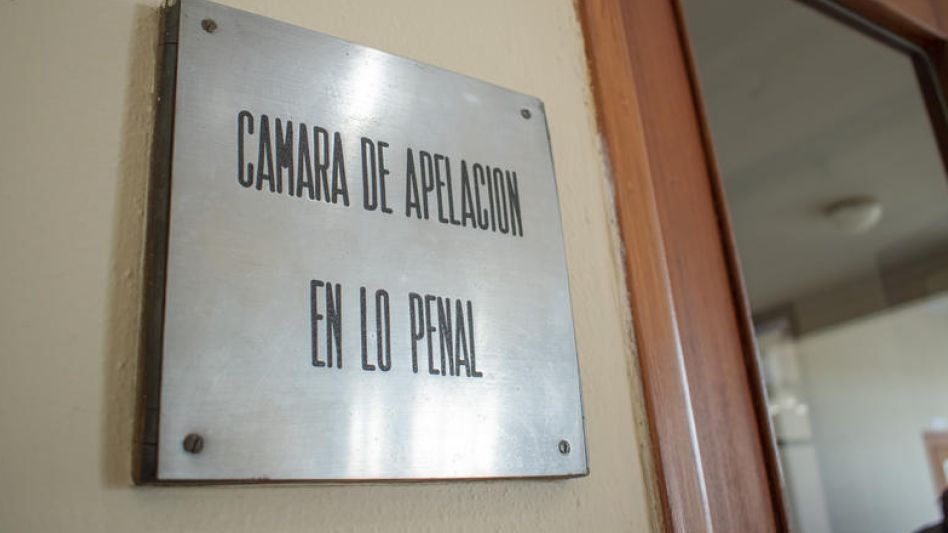 CAMARA DE APELACION
EN LO PENAL